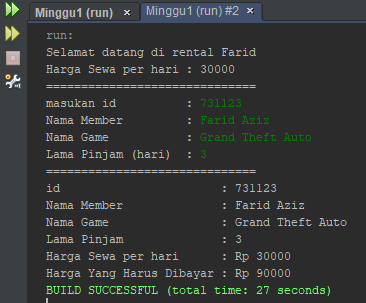 Minggu1 (run) × Minggu1 (run) #2 ×
run:
Selamat datang di rental Farid
Harga Sewa per hari : 30000
==============================
masukan id : 731123
Nama Member : Farid Aziz
Nama Game : Grand Theft Auto
Lama Pinjam (hari) : 3
==============================
id : 731123
Nama Member : Farid Aziz
Nama Game : Grand Theft Auto
Lama Pinjam : 3
Harga Sewa per hari : Rp 30000
Harga Yang Harus Dibayar : Rp 90000
BUILD SUCCESSFUL (total time: 27 seconds)